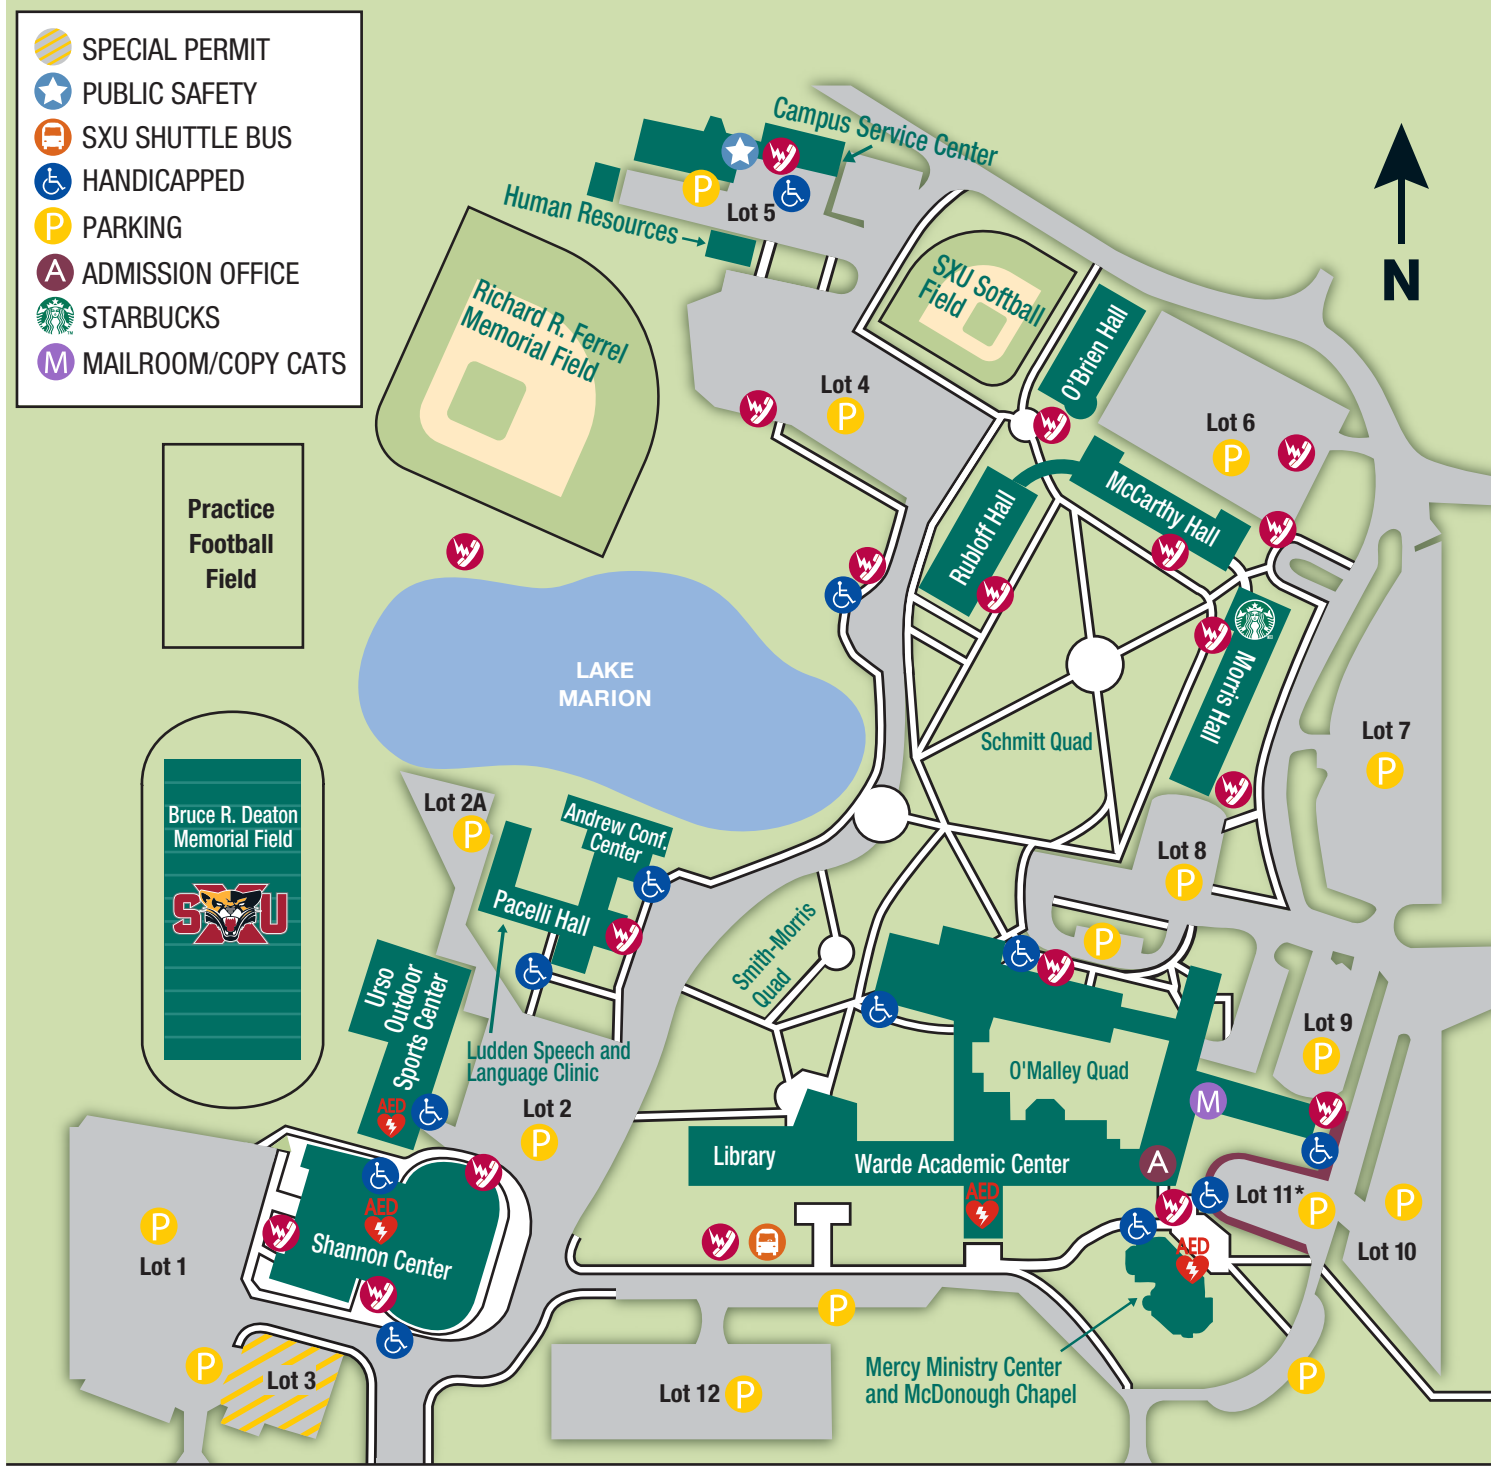 SPECIAL PERMIT
PUBLIC SAFETY
SXU SHUTTLE BUS
HANDICAPPED
P PARKING
A ADMISSION OFFICE
STARBUCKS
M MAILROOM/COPY CATS
N
Campus Service Center
P
Lot 5
Human Resources
Richard R. Ferrel
Memorial Field
SXU Softball
Field
O'Brien Hall
Lot 4
P
Lot 6
P
McCarthy Hall
Rubloff Hall
Practice
Football
Field
LAKE
MARION
Morris Hall
Schmitt Quad
Lot 7
P
Bruce R. Deaton
Memorial Field
SXU
Lot 2A
P
Andrew Conf.
Center
Pacelli Hall
Lot 8
P
P
Smith-Morris
Quad
Urso
Outdoor
Sports Center
AED
Ludden Speech and
Language Clinic
Lot 9
P
O'Malley Quad
M
Lot 2
P
Library
Warde Academic Center
A
AED
Lot 11*
P
P
Lot 10
P
Lot 1
AED
Shannon Center
AED
P
P
Lot 3
Lot 12
P
Mercy Ministry Center
and McDonough Chapel
P